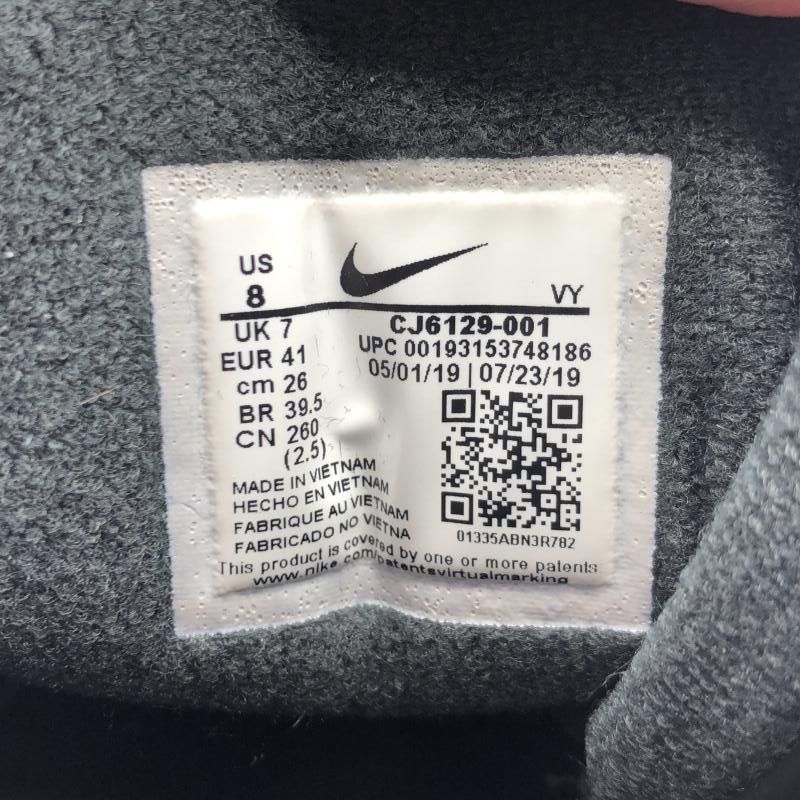 US
8
VY
UK 7
EUR 41
cm 26
BR 39.5
CN 260
(2.5)
CJ6129-001
UPC 00193153748186
05/01/19 | 07/23/19
01335ABN3R782
MADE IN VIETNAM
HECHO EN VIETNAM
FABRIQUE AU VIETNAM
FABRICADO NO VIETNA
This product is covered by one or more patents
www.nike.com/patentsvirtualmarking